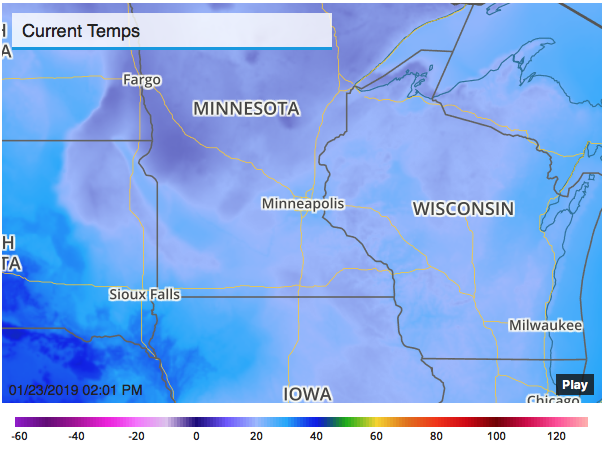 Current Temps
H
A
Fargo
MINNESOTA
Minneapolis
WISCONSIN
H
TA
Sioux Falls
Milwaukee
01/23/2019 02:01 PM
IOWA
Play
Chicago
-60 -40 -20 0 20 40 60 80 100 120